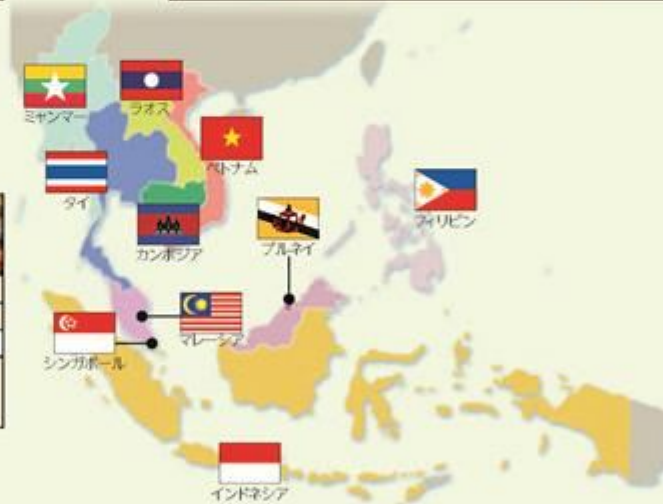 ミャンマー
ラオス
ベトナム
タイ
カンボジア
ブルネイ
フィリピン
マレーシア
シンガポール
インドネシア